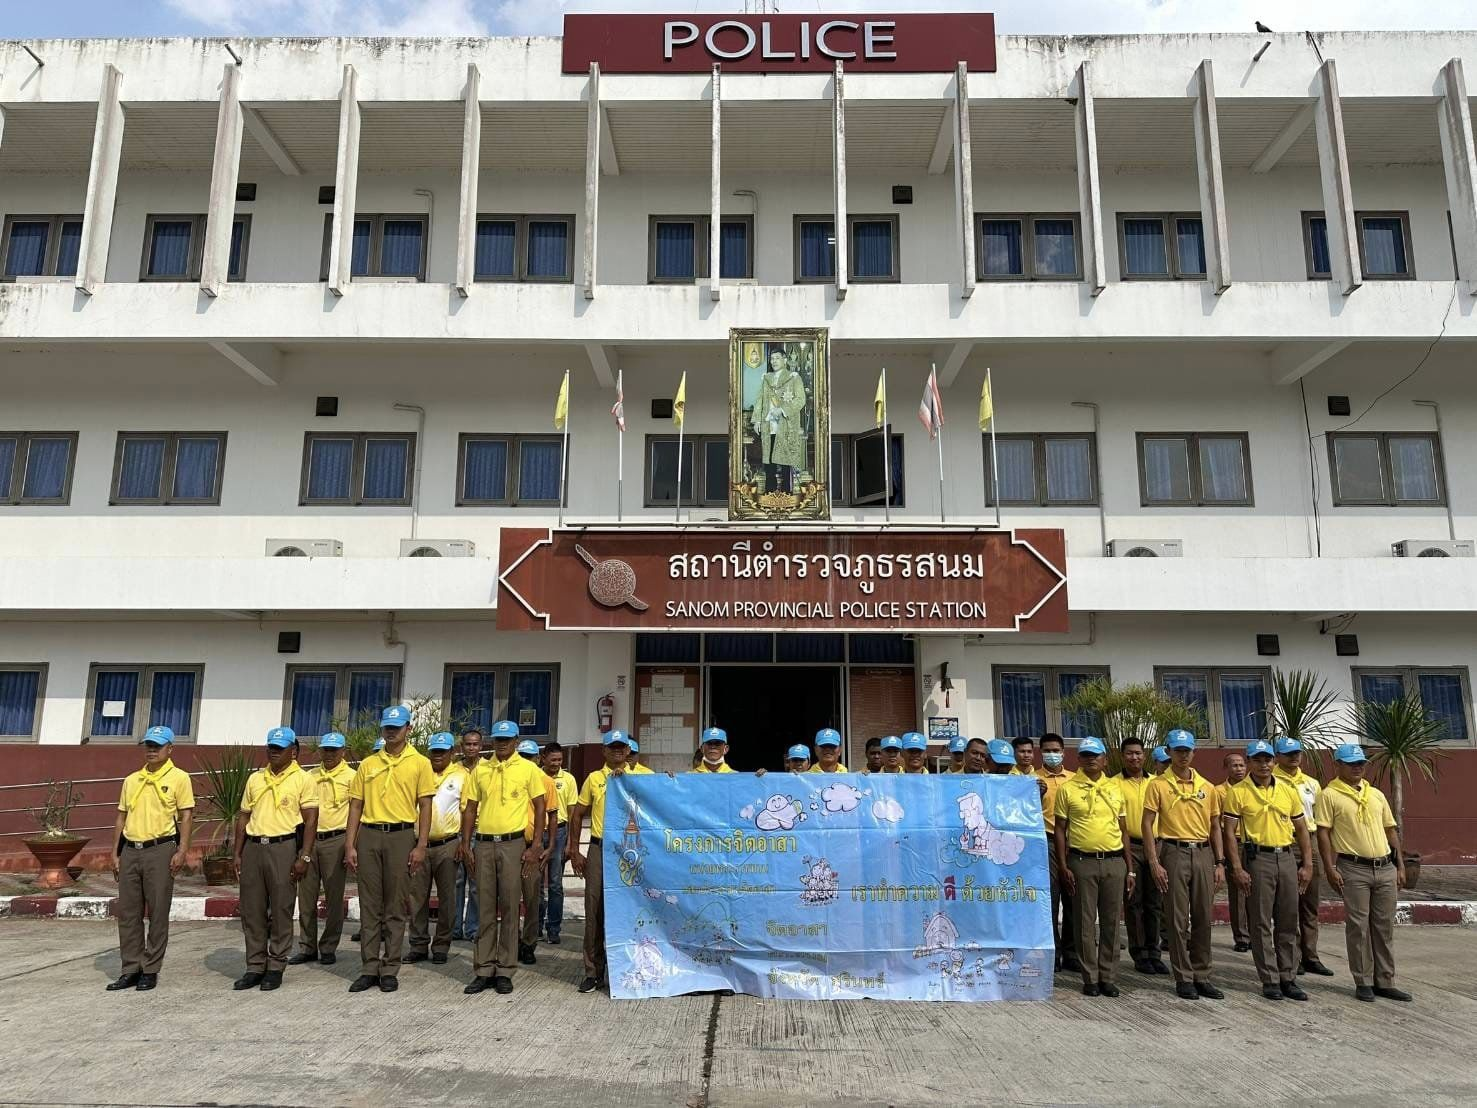 POLICE
สถานีตำรวจภูธรสนม
SANOM PROVINCIAL POLICE STATION
โครงการจิตอาสา
เราทำความ ดี ด้วยหัวใจ
จิตอาสา
จังหวัด สุรินทร์